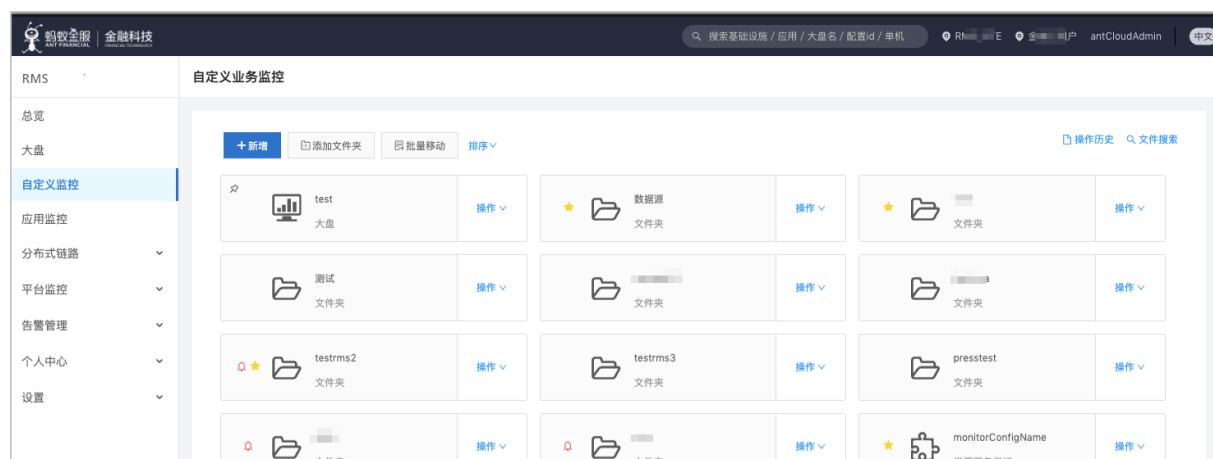 蚂蚁金服 金融科技
ANT FINANCIAL FINANCIAL TECHNOLOGY
搜索基础设施 / 应用 / 大盘名 / 配置id / 单机
antCloudAdmin
中文
RMS
自定义业务监控
总览
大盘
自定义监控
应用监控
分布式链路
平台监控
告警管理
个人中心
设置
+新增 添加文件夹 批量移动 排序
操作历史 文件搜索
test
大盘
操作
数据源
文件夹
操作
文件夹
操作
测试
文件夹
操作
文件夹
操作
文件夹
操作
testrms2
文件夹
操作
testrms3
文件夹
操作
presstest
文件夹
操作
操作
操作
monitorConfigName
操作